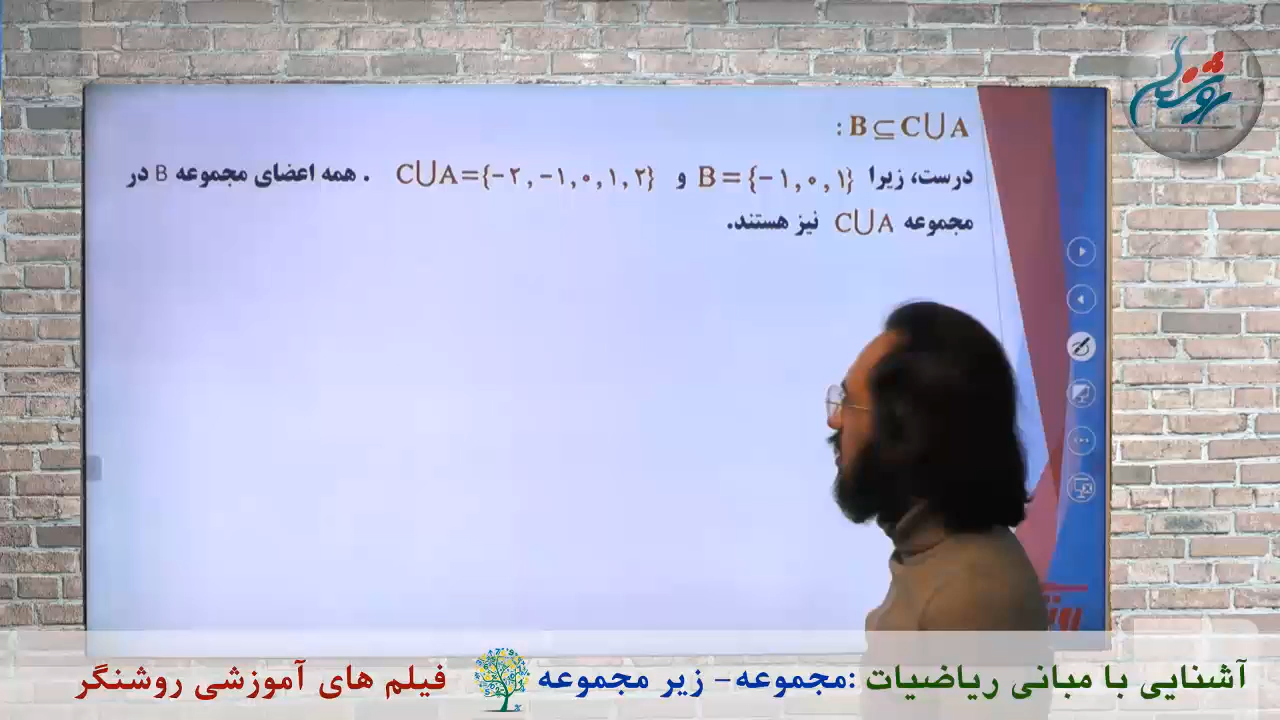 روشنگر
B⊆C⋃A :
درست، زیرا B={-۱,۰,۱} و C⋃A={-۲,-۱,۰,۱,۲} . همه اعضای مجموعه B در
مجموعه C⋃A نیز هستند.
آشنایی با مبانی ریاضیات :مجموعه- زیر مجموعه فیلم های آموزشی روشنگر